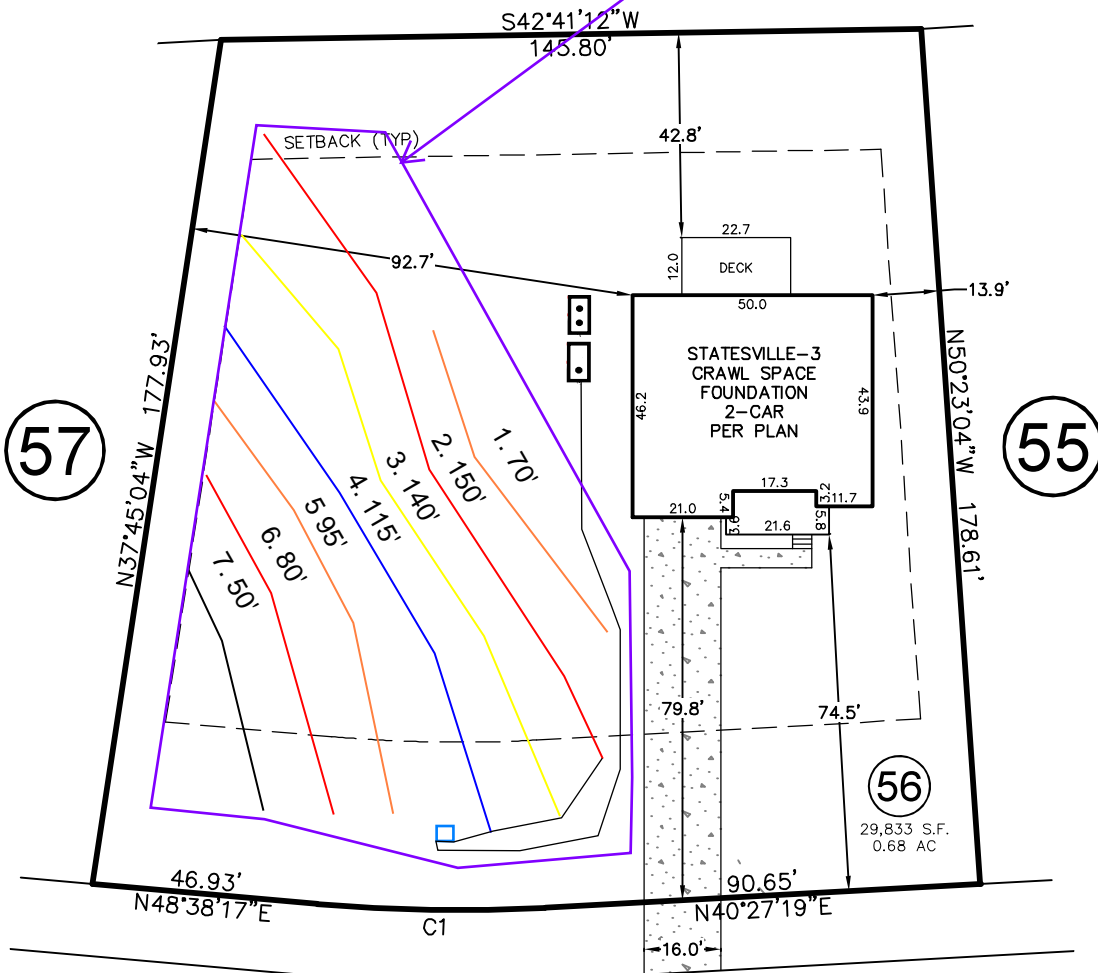 S42°41'12"W
145.80'
SETBACK (TYP)
42.8'
22.7
12.0
DECK
92.7'
13.9'
50.0
STATESVILLE-3
CRAWL SPACE
FOUNDATION
2-CAR
PER PLAN
46.2
43.9
N37°45'04"W 177.93'
N50°23'04"W 178.61'
57
55
1. 70'
2. 150'
3. 140'
4. 115'
5 95'
6. 80'
7. 50'
17.3
3.2
11.7
21.0
5.4
21.6
5.8
79.8'
74.5'
56
29,833 S.F.
0.68 AC
46.93'
N48°38'17"E
C1
90.65'
N40°27'19"E
16.0'